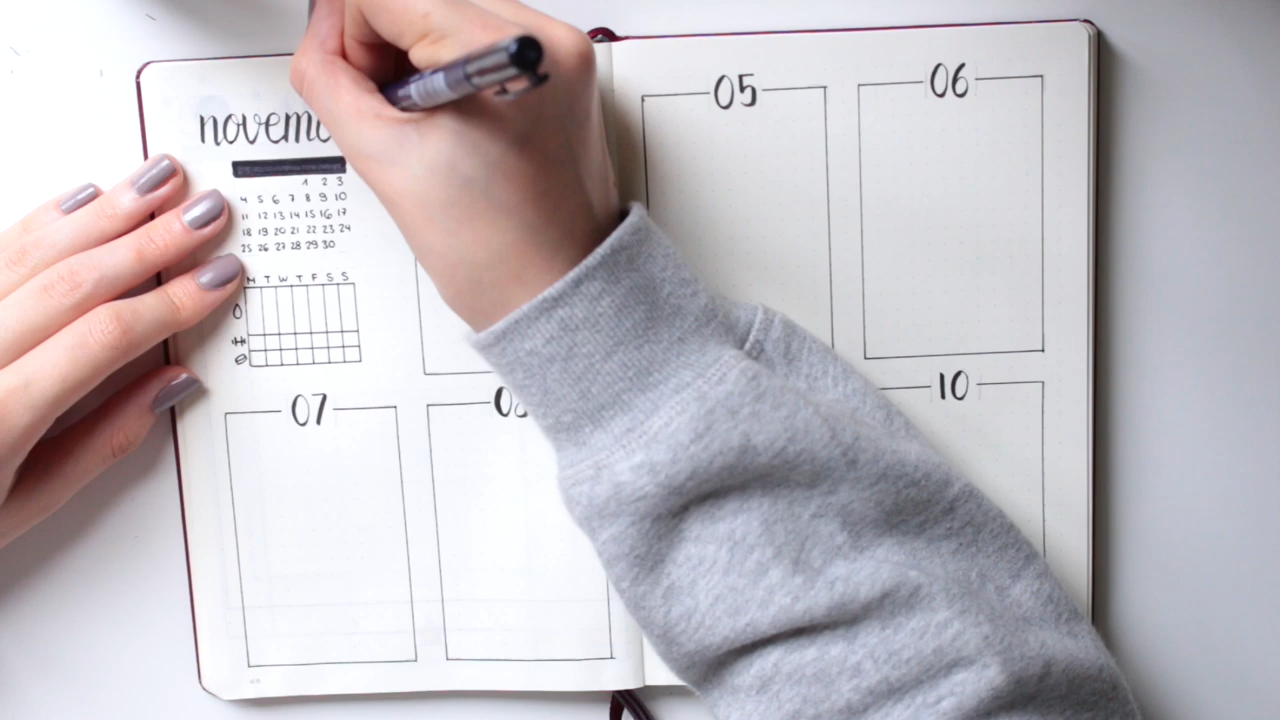 novem
1 2 3
4 5 6 7 8 9 10
11 12 13 14 15 16 17
18 19 20 21 22 23 24
25 26 27 28 29 30
M T W T F S S
05
06
07
08
10